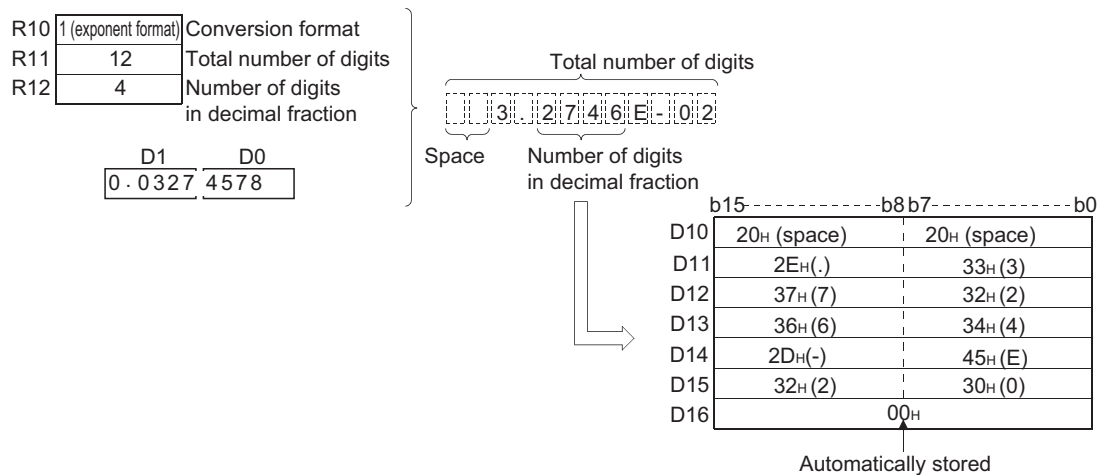 R10 1 (exponent format) Conversion format
R11 12 Total number of digits
R12 4 Number of digits
in decimal fraction
D1 D0
0.0327 4578
Total number of digits
3.2746E-02
Space Number of digits
in decimal fraction
b15 b8 b7 b0
D10 20H (space) 20H (space)
D11 2EH(.) 33H (3)
D12 37H (7) 32H (2)
D13 36H (6) 34H (4)
D14 2DH(-) 45H (E)
D15 32H (2) 30H (0)
D16 00H
Automatically stored